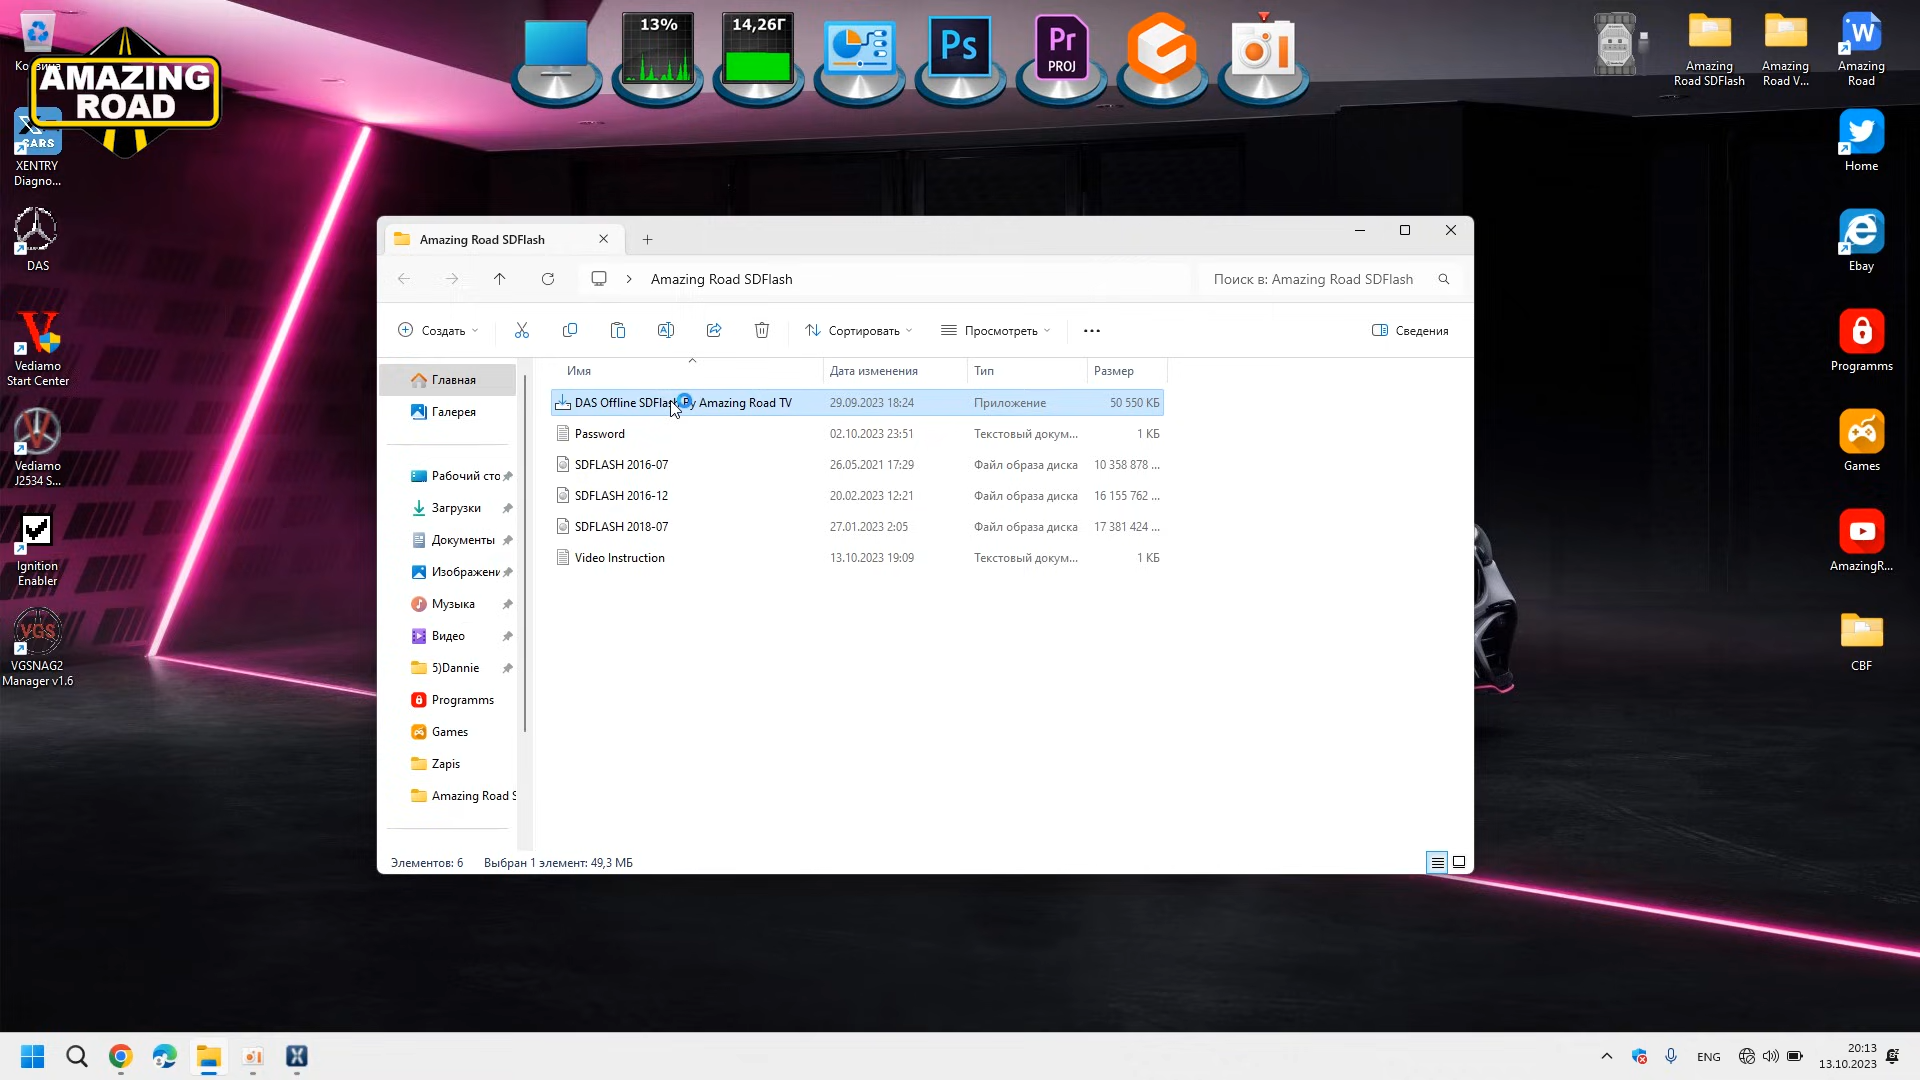 AMAZING
ROAD
13%
14,26Г
Ps
Pr
PROJ
Amazing
Road SDFlash
Amazing
Road V...
Amazing
Road
CARS
XENTRY
Diagno...
DAS
Vediamo
Start Center
Vediamo
J2534 S...
Ignition
Enabler
VGS
VGSNAG2
Manager v1.6
Home
Ebay
Programms
Games
AmazingR...
CBF
Amazing Road SDFlash
Amazing Road SDFlash
Поиск в: Amazing Road SDFlash
Создать
Сортировать
Просмотреть
Сведения
Главная
Галерея
Рабочий сто
Загрузки
Документы
Изображени
Музыка
Видео
5)Dannie
Programms
Games
Zapis
Amazing Road S
Имя Дата изменения Тип Размер
DAS Offline SDFlash By Amazing Road TV 29.09.2023 18:24 Приложение 50 550 КБ
Password 02.10.2023 23:51 Текстовый докум... 1 КБ
SDFLASH 2016-07 26.05.2021 17:29 Файл образа диска 10 358 878 ...
SDFLASH 2016-12 20.02.2023 12:21 Файл образа диска 16 155 762 ...
SDFLASH 2018-07 27.01.2023 2:05 Файл образа диска 17 381 424 ...
Video Instruction 13.10.2023 19:09 Текстовый докум... 1 КБ
Элементов: 6 Выбран 1 элемент: 49,3 МБ
ENG
20:13
13.10.2023